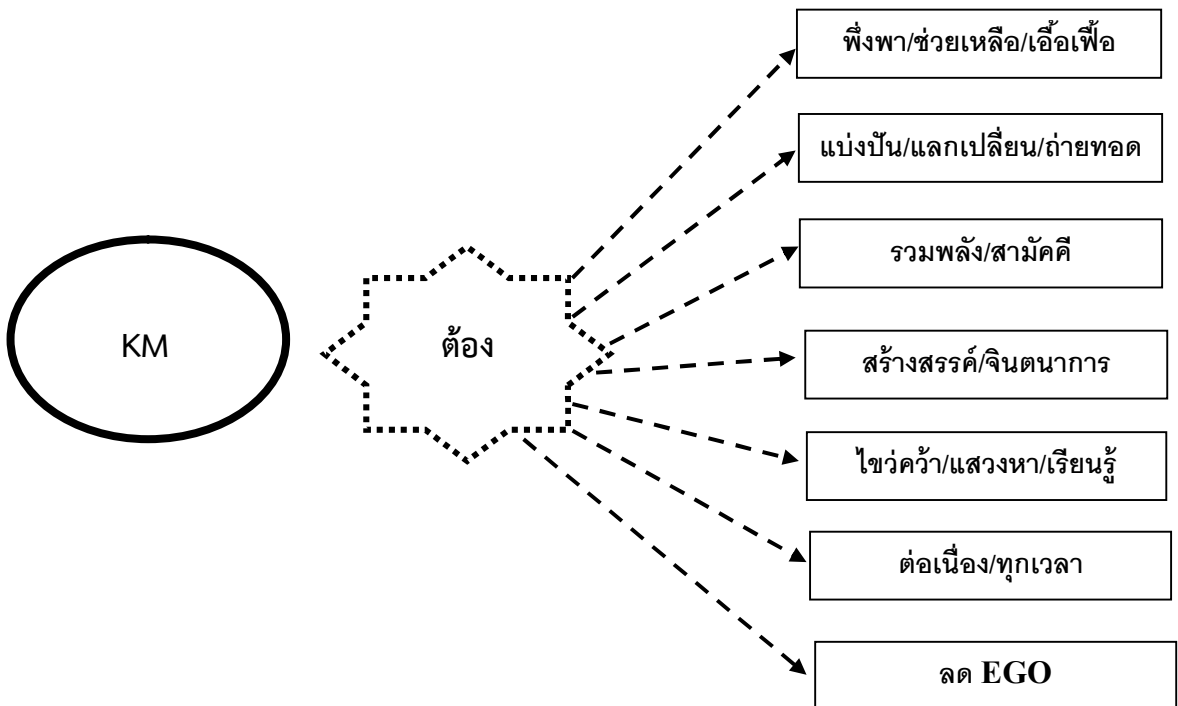 พึ่งพา/ช่วยเหลือ/เอื้อเฟื้อ
แบ่งปัน/แลกเปลี่ยน/ถ่ายทอด
รวมพลัง/สามัคคี
KM
ต้อง
สร้างสรรค์/จินตนาการ
ไขว่คว้า/แสวงหา/เรียนรู้
ต่อเนื่อง/ทุกเวลา
ลด EGO